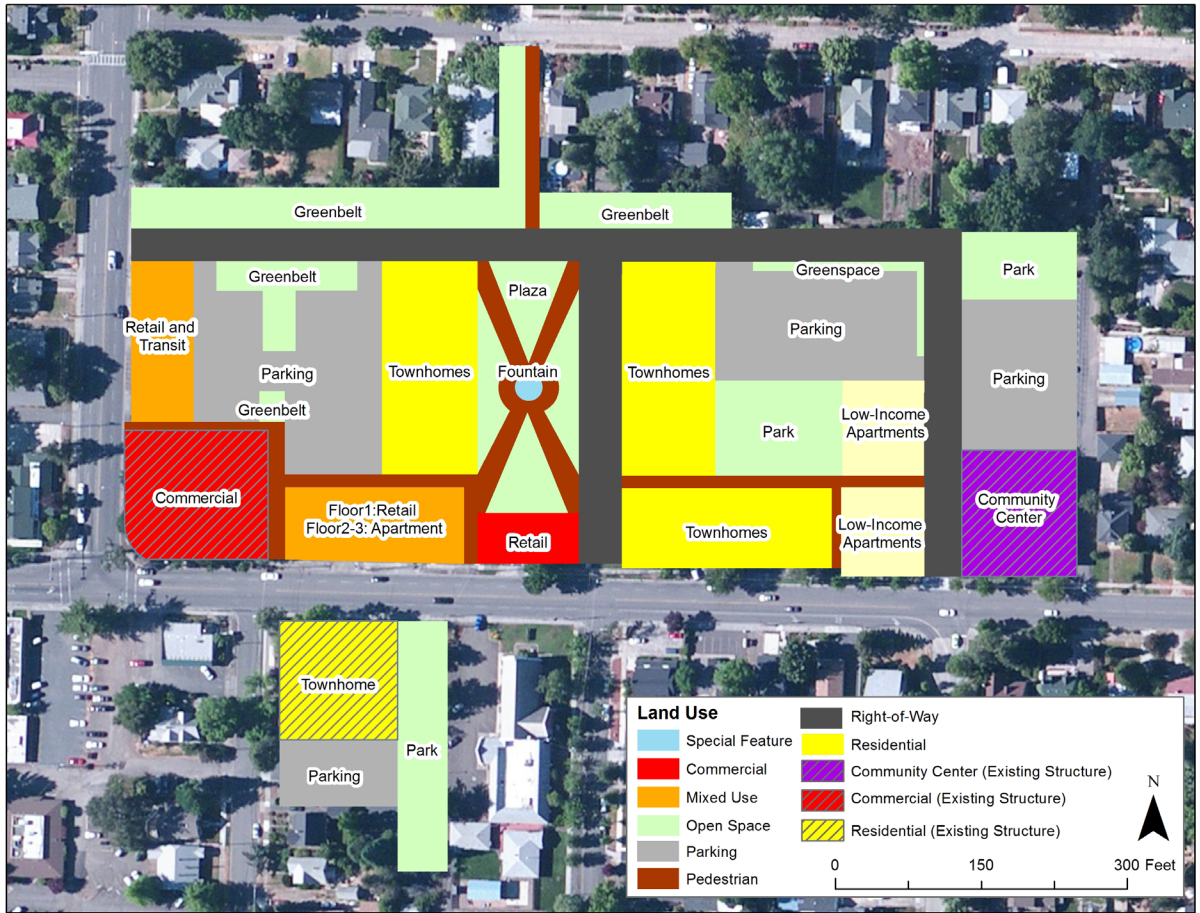 Greenbelt
Greenbelt
Greenbelt
Plaza
Greenspace
Park
Retail and
Transit
Parking
Parking
Townhomes
Fountain
Townhomes
Parking
Greenbelt
Park
Low-Income
Apartments
Commercial
Floor1:Retail
Floor2-3: Apartment
Retail
Townhomes
Low-Income
Apartments
Community
Center
Townhome
Park
Parking
Land Use
Special Feature
Commercial
Mixed Use
Open Space
Parking
Pedestrian
Right-of-Way
Residential
Community Center (Existing Structure)
Commercial (Existing Structure)
Residential (Existing Structure)
N
0 150 300 Feet